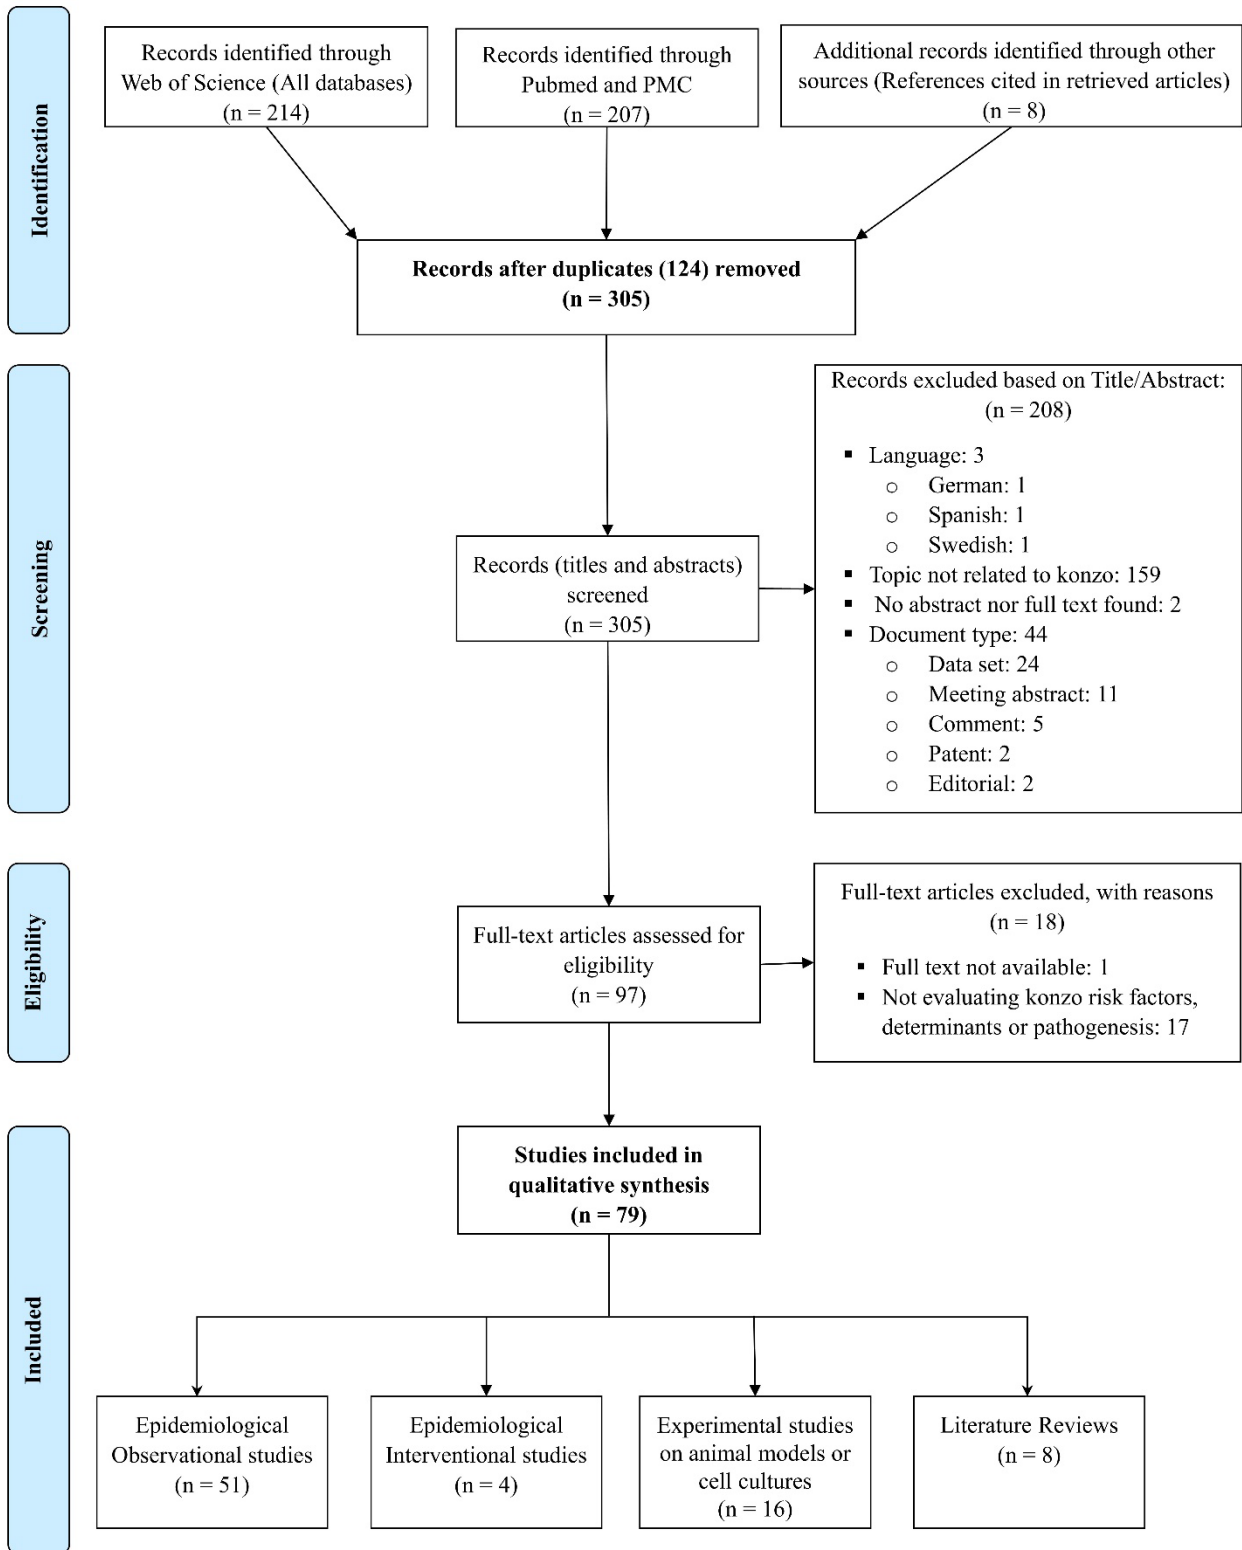 Identification
Records identified through
Web of Science (All databases)
(n = 214)
Records identified through
Pubmed and PMC
(n = 207)
Additional records identified through other
sources (References cited in retrieved articles)
(n = 8)
Records after duplicates (124) removed
(n = 305)
Screening
Records (titles and abstracts)
screened
(n = 305)
Records excluded based on Title/Abstract:
(n = 208)
▪ Language: 3
o German: 1
o Spanish: 1
o Swedish: 1
▪ Topic not related to konzo: 159
▪ No abstract nor full text found: 2
▪ Document type: 44
o Data set: 24
o Meeting abstract: 11
o Comment: 5
o Patent: 2
o Editorial: 2
Eligibility
Full-text articles assessed for
eligibility
(n = 97)
Full-text articles excluded, with reasons
(n = 18)
▪ Full text not available: 1
▪ Not evaluating konzo risk factors,
determinants or pathogenesis: 17
Included
Studies included in
qualitative synthesis
(n = 79)
Epidemiological
Observational studies
(n = 51)
Epidemiological
Interventional studies
(n = 4)
Experimental studies
on animal models or
cell cultures
(n = 16)
Literature Reviews
(n = 8)